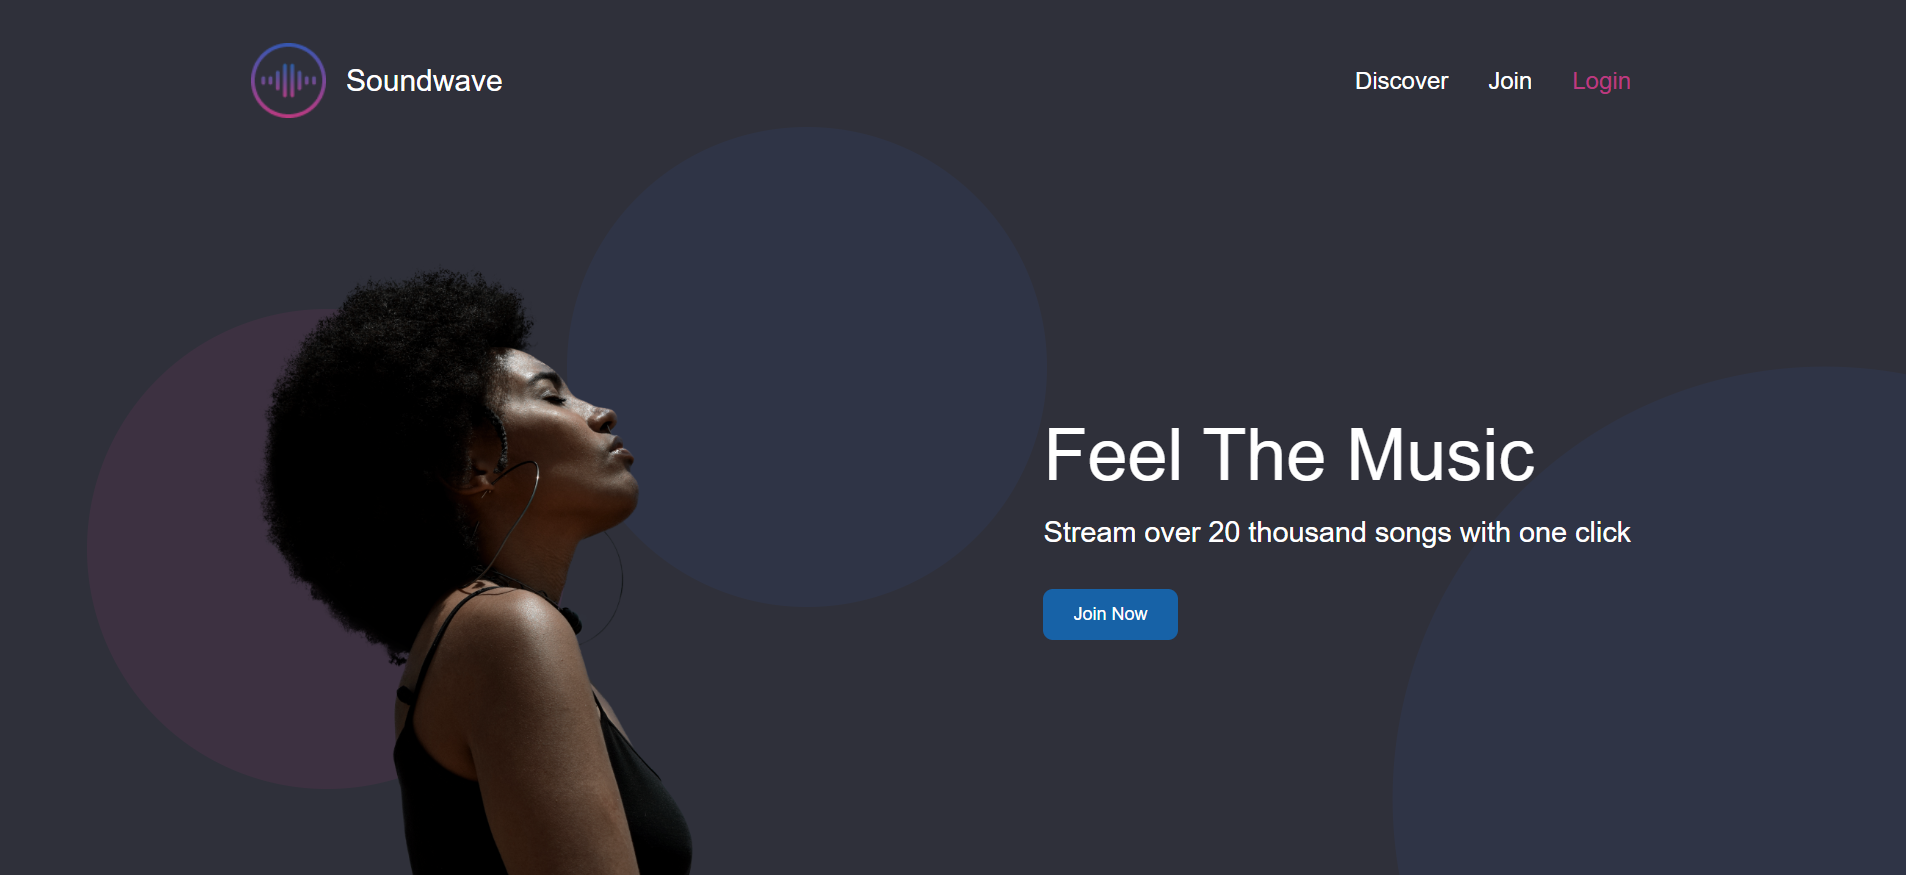 Soundwave
Discover Join Login
Feel The Music
Stream over 20 thousand songs with one click
Join Now